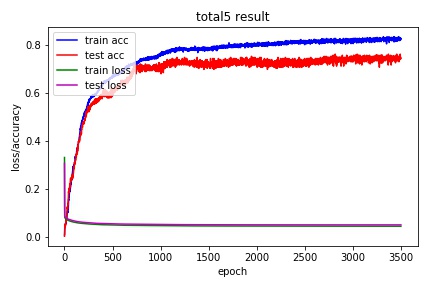 total5 result
train acc
test acc
train loss
test loss
loss/accuracy
0.8
0.6
0.4
0.2
0.0
0
500
1000
1500
2000
2500
3000
3500
epoch